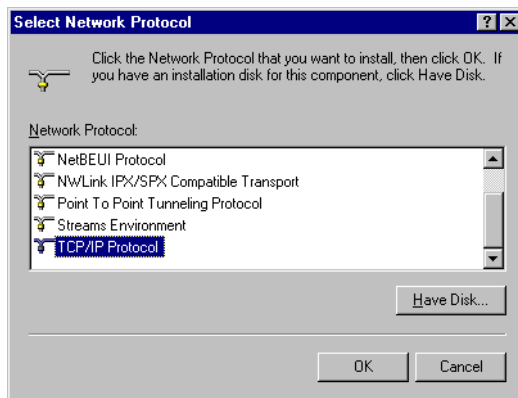 Select Network Protocol
Click the Network Protocol that you want to install, then click OK. If
you have an installation disk for this component, click Have Disk.
Network Protocol:
NetBEUI Protocol
NWLink IPX/SPX Compatible Transport
Point To Point Tunneling Protocol
Streams Environment
TCP/IP Protocol
Have Disk...
OK
Cancel